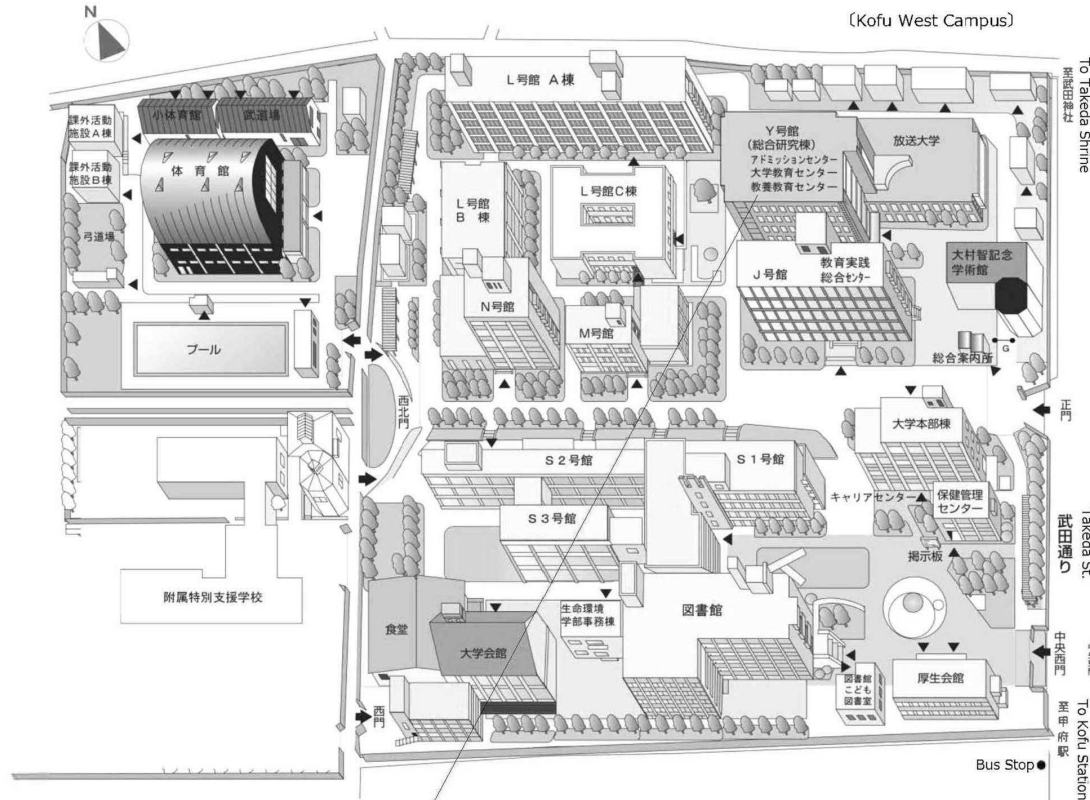 〔Kofu West Campus〕
N
To Takeda Shrine
至武田神社
L号館 A棟
小体育館
武道場
課外活動
施設A棟
課外活動
施設B棟
体育館
弓道場
プール
L号館
B 棟
L号館C棟
Y号館
(総合研究棟)
アドミッションセンター
大学教育センター
教養教育センター
放送大学
J号館
教育実践
総合センター
大村智記念
学術館
N号館
M号館
総合案内所
G
西北門
正門
大学本部棟
S2号館
S1号館
S3号館
キャリアセンター
保健管理
センター
掲示板
Takeda St.
武田通り
附属特別支援学校
食堂
大学会館
生命環境
学部事務棟
図書館
中央西門
厚生会館
図書館
こども
図書室
西門
To Kofu Station
至甲府駅
Bus Stop